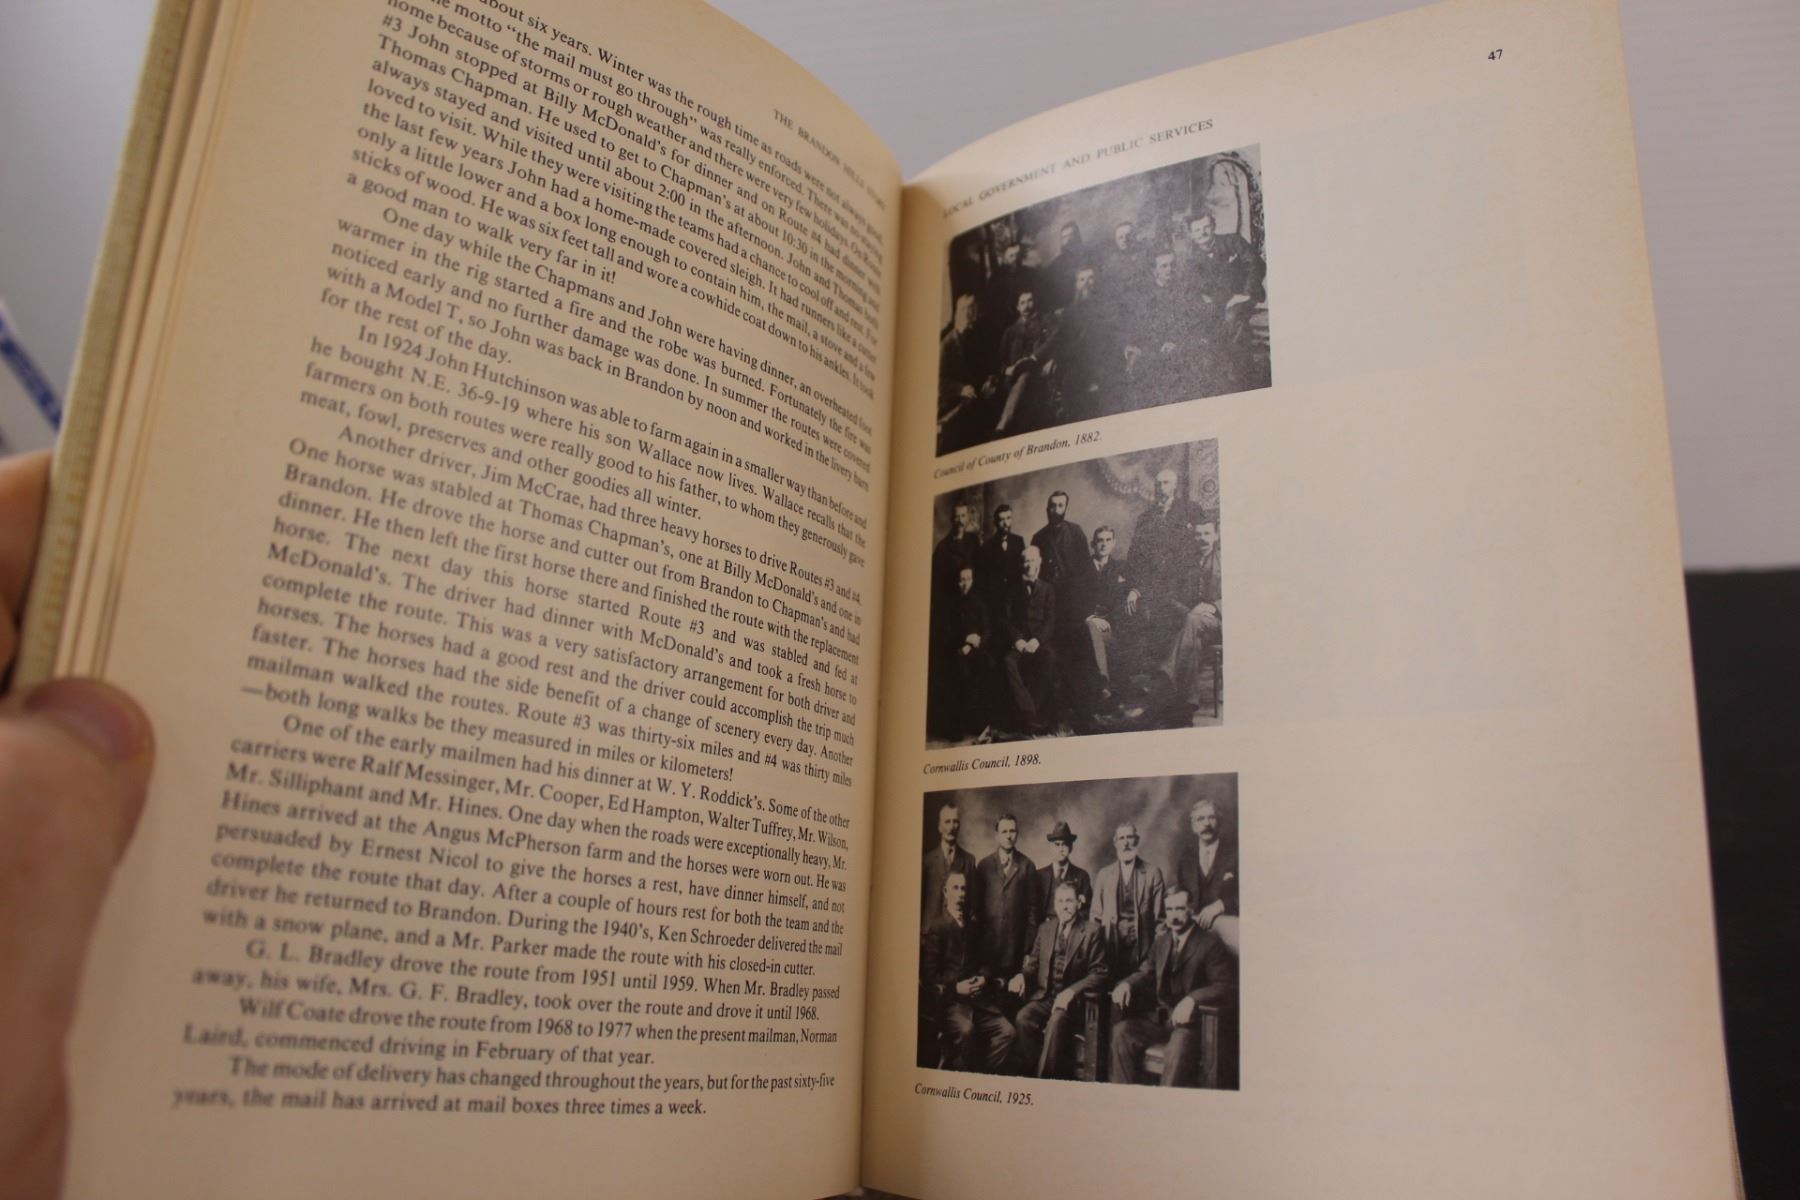 THE BRANDON HILLS STORY
about six years. Winter was the rough time as roads were not always good,
the motto "the mail must go through" was really enforced. There was no staying
home because of storms or rough weather and there were very few holidays. On Route
#3 John stopped at Billy McDonald's for dinner and on Route #4 had dinner with
Thomas Chapman. He used to get to Chapman's at about 10:30 in the morning and
always stayed and visited until about 2:00 in the afternoon. John and Thomas both
loved to visit. While they were visiting the teams had a chance to cool off and rest. For
the last few years John had a home-made covered sleigh. It had runners like a cutter
only a little lower and a box long enough to contain him, the mail, a stove and a few
sticks of wood. He was six feet tall and wore a cowhide coat down to his ankles. It took
a good man to walk very far in it!
One day while the Chapmans and John were having dinner, an overheated foot
warmer in the rig started a fire and the robe was burned. Fortunately the fire was
noticed early and no further damage was done. In summer the routes were covered
with a Model T, so John was back in Brandon by noon and worked in the livery barn
for the rest of the day.
In 1924 John Hutchinson was able to farm again in a smaller way than before and
he bought N.E. 36-9-19 where his son Wallace now lives. Wallace recalls that the
farmers on both routes were really good to his father, to whom they generously gave
meat, fowl, preserves and other goodies all winter.
Another driver, Jim McCrae, had three heavy horses to drive Routes #3 and #4.
One horse was stabled at Thomas Chapman's, one at Billy McDonald's and one in
Brandon. He drove the horse and cutter out from Brandon to Chapman's and had
dinner. He then left the first horse there and finished the route with the replacement
horse. The next day this horse started Route #3 and was stabled and fed at
McDonald's. The driver had dinner with McDonald's and took a fresh horse to
complete the route. This was a very satisfactory arrangement for both driver and
horses. The horses had a good rest and the driver could accomplish the trip much
faster. The horses had the side benefit of a change of scenery every day. Another
mailman walked the routes. Route #3 was thirty-six miles and #4 was thirty miles
—both long walks be they measured in miles or kilometers!
One of the early mailmen had his dinner at W. Y. Roddick's. Some of the other
carriers were Ralf Messinger, Mr. Cooper, Ed Hampton, Walter Tuffrey, Mr. Wilson,
Mr. Silliphant and Mr. Hines. One day when the roads were exceptionally heavy, Mr.
Hines arrived at the Angus McPherson farm and the horses were worn out. He was
persuaded by Ernest Nicol to give the horses a rest, have dinner himself, and not
complete the route that day. After a couple of hours rest for both the team and the
driver he returned to Brandon. During the 1940's, Ken Schroeder delivered the mail
with a snow plane, and a Mr. Parker made the route with his closed-in cutter.
G. L. Bradley drove the route from 1951 until 1959. When Mr. Bradley passed
away, his wife, Mrs. G. F. Bradley, took over the route and drove it until 1968.
Wilf Coate drove the route from 1968 to 1977 when the present mailman, Norman
Laird, commenced driving in February of that year.
The mode of delivery has changed throughout the years, but for the past sixty-five
years, the mail has arrived at mail boxes three times a week.
47
LOCAL GOVERNMENT AND PUBLIC SERVICES
Council of County of Brandon, 1882.
Cornwallis Council, 1898.
Cornwallis Council, 1925.